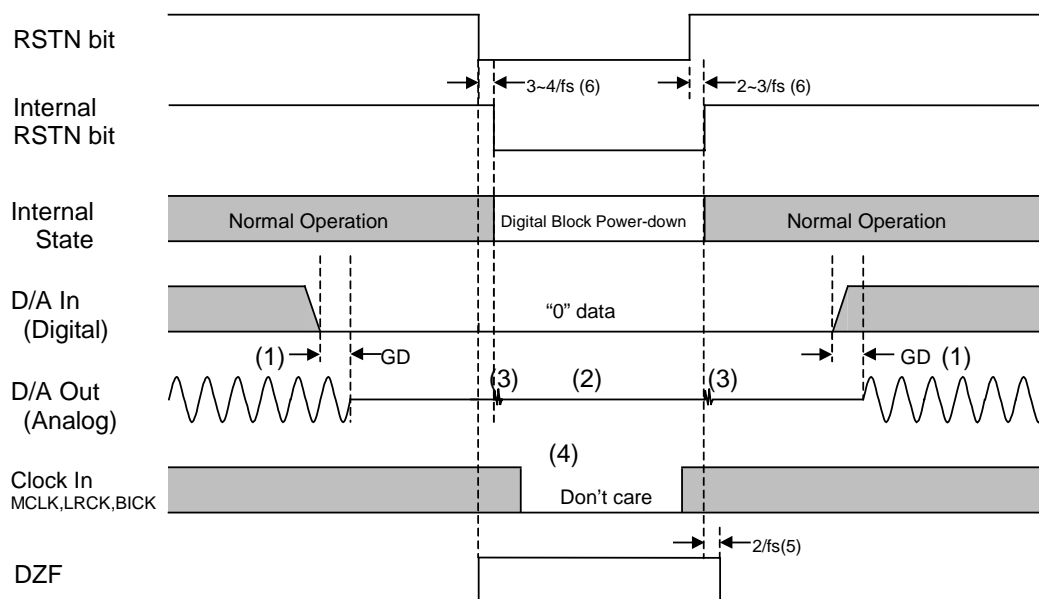 RSTN bit
3~4/fs (6)
2~3/fs (6)
Internal
RSTN bit
Internal
State
Normal Operation
Digital Block Power-down
Normal Operation
D/A In
(Digital)
“0” data
(1)
GD
GD
(1)
D/A Out
(Analog)
(3)
(2)
(3)
(4)
Clock In
MCLK,LRCK,BICK
Don’t care
2/fs(5)
DZF